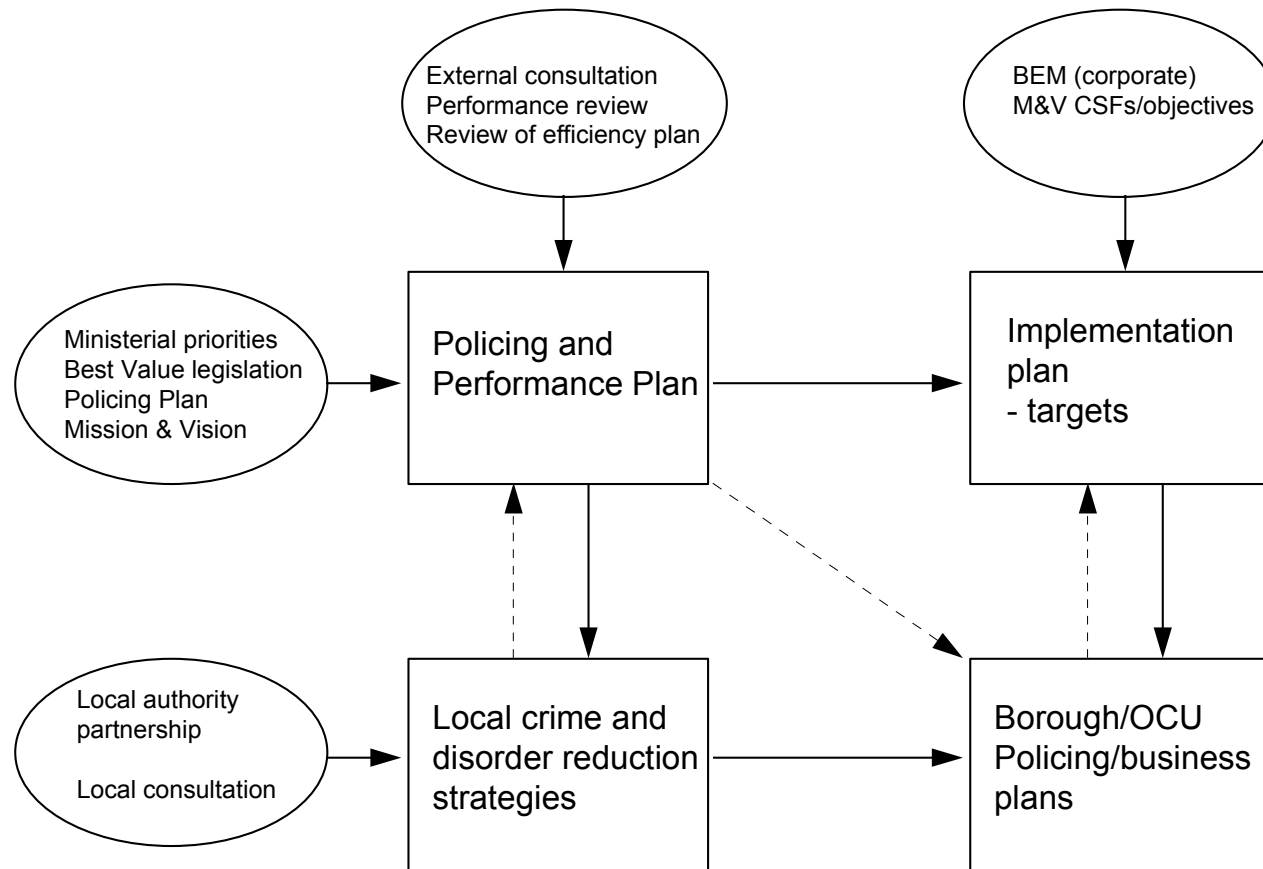 External consultation
Performance review
Review of efficiency plan
BEM (corporate)
M&V CSFs/objectives
Ministerial priorities
Best Value legislation
Policing Plan
Mission & Vision
Policing and
Performance Plan
Implementation
plan
- targets
Local authority
partnership
Local consultation
Local crime and
disorder reduction
strategies
Borough/OCU
Policing/business
plans